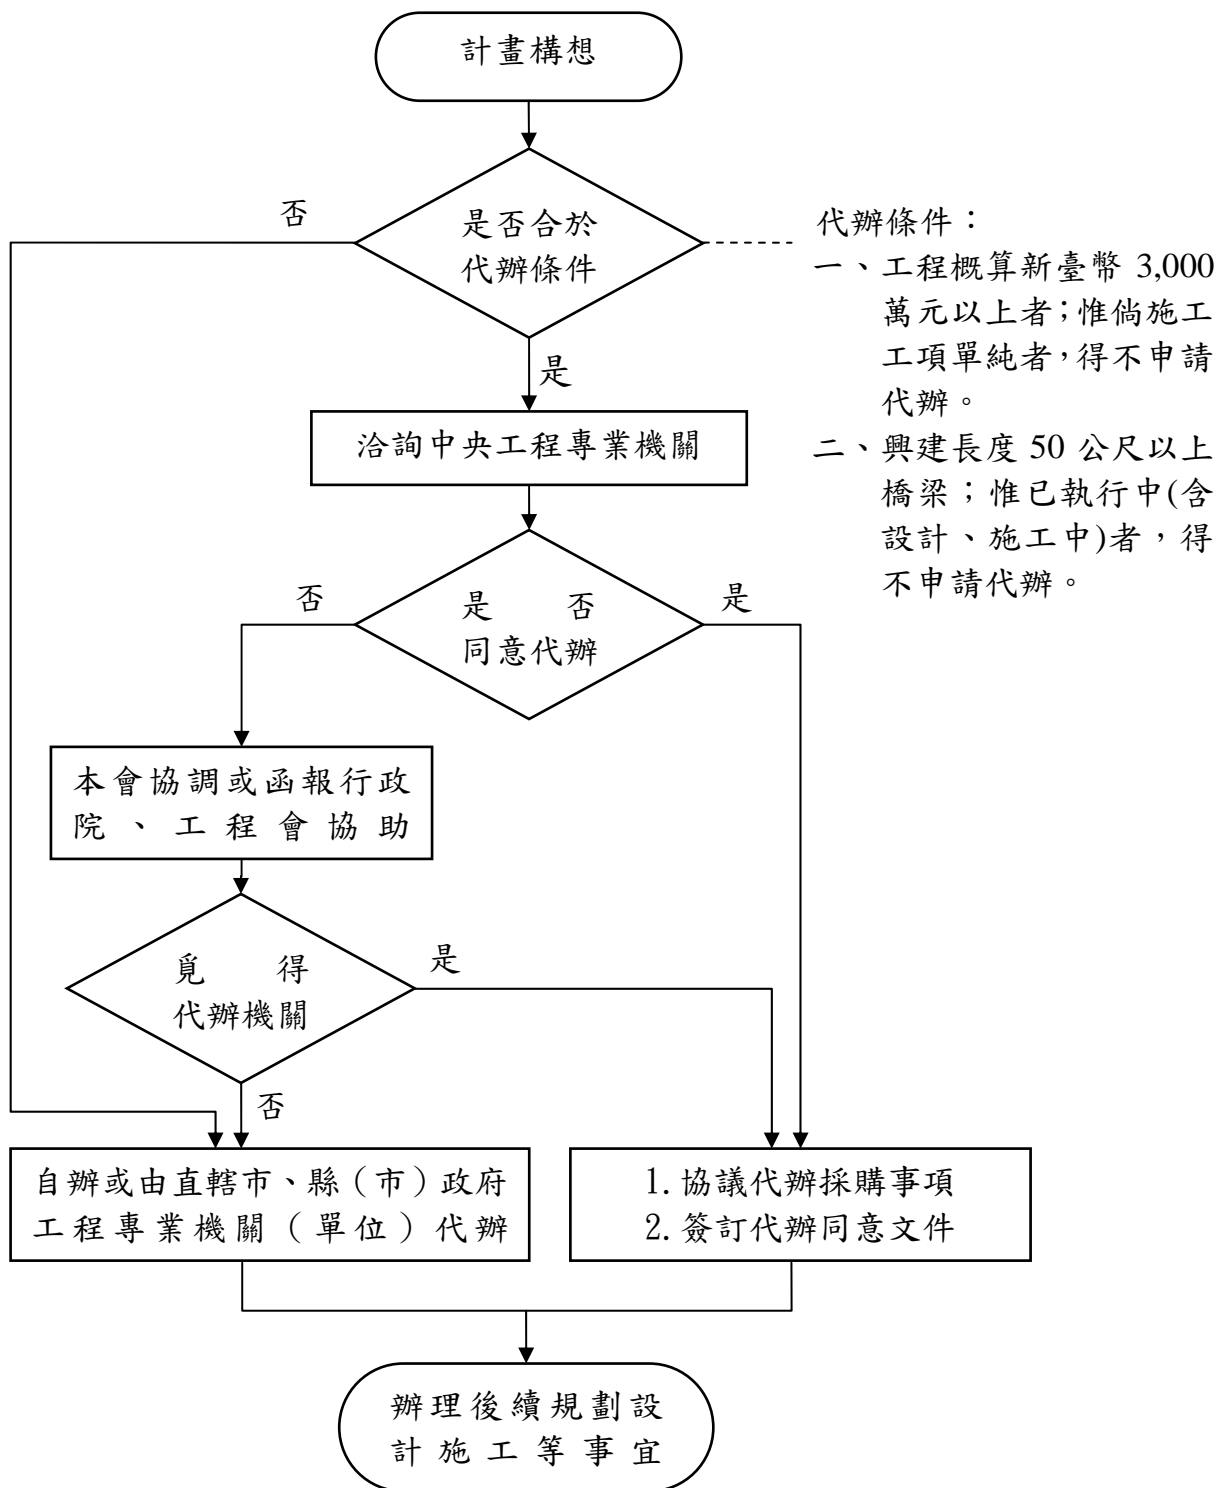 計畫構想
否
是否合於
代辦條件
代辦條件：
一、工程概算新臺幣 3,000
萬元以上者；惟倘施工
工項單純者，得不申請
代辦。
二、興建長度 50 公尺以上
橋梁；惟已執行中(含
設計、施工中)者，得
不申請代辦。
是
洽詢中央工程專業機關
否
是否
同意代辦
是
本會協調或函報行政
院、工程會協助
覓得
代辦機關
是
否
自辦或由直轄市、縣（市）政府
工程專業機關（單位）代辦
1.協議代辦採購事項
2.簽訂代辦同意文件
辦理後續規劃設
計施工等事宜